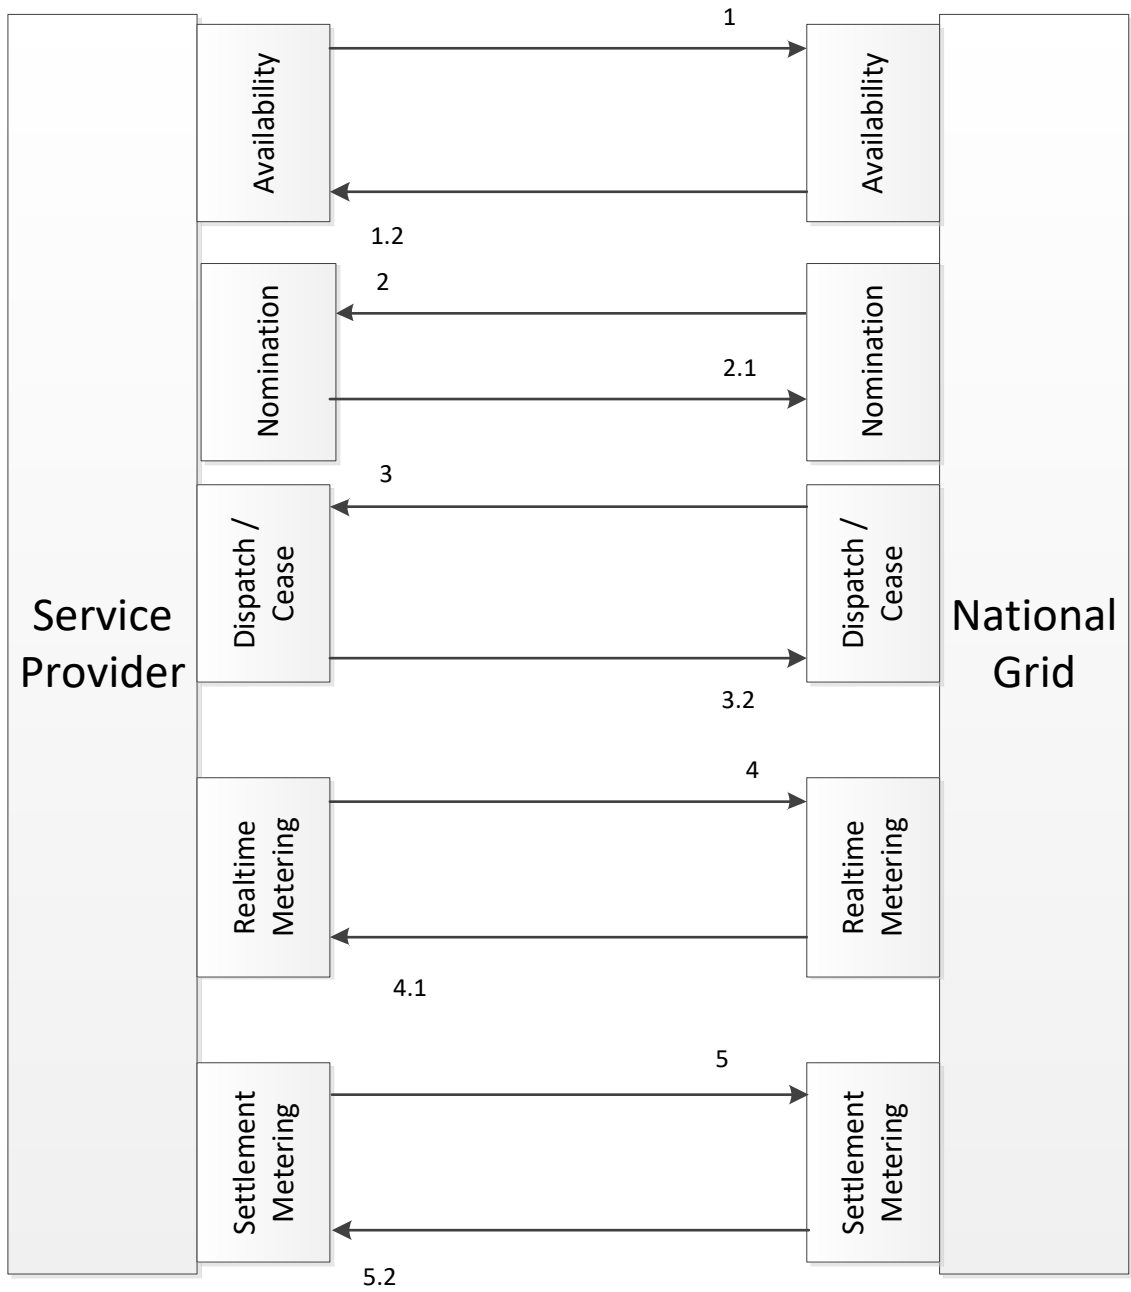 1
Availability
Availability
1.2
2
Nomination
Nomination
2.1
3
Dispatch /
Cease
Dispatch /
Cease
Service
Provider
National
Grid
3.2
4
Realtime
Metering
Realtime
Metering
4.1
5
Settlement
Metering
Settlement
Metering
5.2